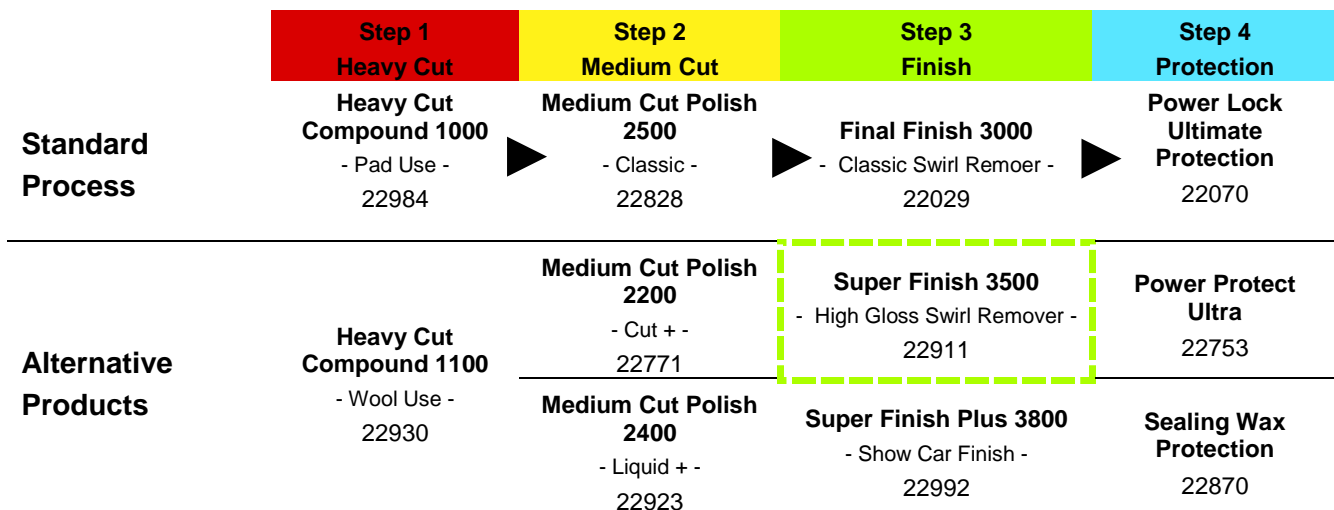 Step 1
Heavy Cut
Step 2
Medium Cut
Step 3
Finish
Step 4
Protection
Standard
Process
Heavy Cut
Compound 1000
- Pad Use -
22984
Medium Cut Polish
2500
- Classic -
22828
Final Finish 3000
- Classic Swirl Remoer -
22029
Power Lock
Ultimate
Protection
22070
Alternative
Products
Heavy Cut
Compound 1100
- Wool Use -
22930
Medium Cut Polish
2200
- Cut + -
22771
Super Finish 3500
- High Gloss Swirl Remover -
22911
Power Protect
Ultra
22753
Medium Cut Polish
2400
- Liquid + -
22923
Super Finish Plus 3800
- Show Car Finish -
22992
Sealing Wax
Protection
22870